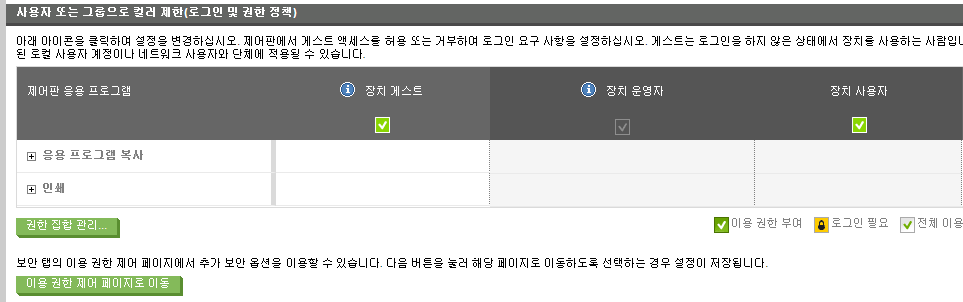 사용자 또는 그룹으로 컬러 제한(로그인 및 권한 정책)
아래 아이콘을 클릭하여 설정을 변경하십시오. 제어판에서 게스트 액세스를 허용 또는 거부하여 로그인 요구 사항을 설정하십시오. 게스트는 로그인을 하지 않은 상태에서 장치를 사용하는 사람입니
된 로컬 사용자 계정이나 네트워크 사용자와 단체에 적용될 수 있습니다.
제어판 응용 프로그램
장치 게스트
장치 운영자
장치 사용자
응용 프로그램 복사
인쇄
권한 집합 관리...
이용 권한 부여
로그인 필요
전체 이용
보안 탭의 이용 권한 제어 페이지에서 추가 보안 옵션을 이용할 수 있습니다. 다음 버튼을 눌러 해당 페이지로 이동하도록 선택하는 경우 설정이 저장됩니다.
이용 권한 제어 페이지로 이동